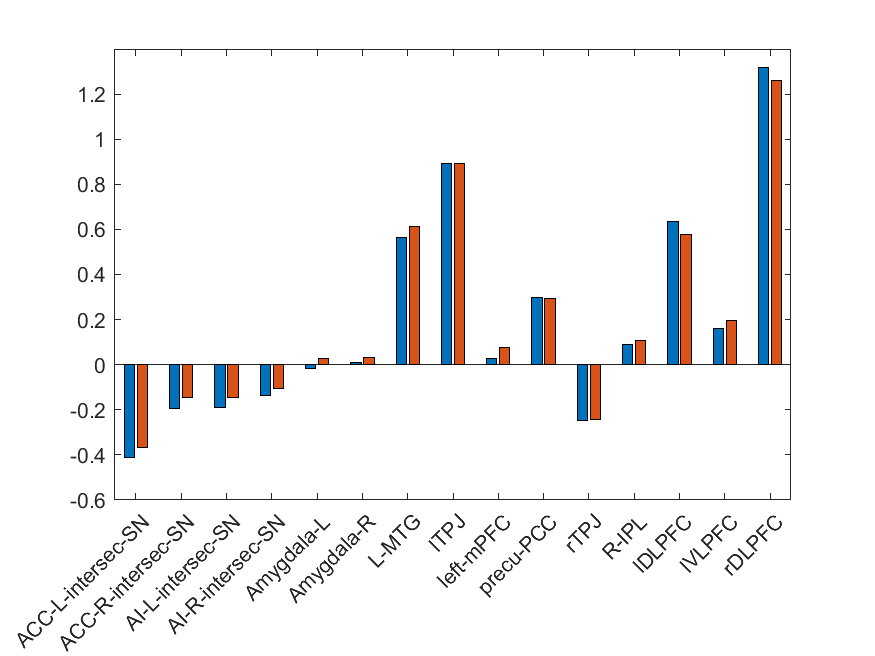 1.2
1
0.8
0.6
0.4
0.2
0
-0.2
-0.4
-0.6
ACC-L-intersec-SN
ACC-R-intersec-SN
AI-L-intersec-SN
AI-R-intersec-SN
Amygdala-L
Amygdala-R
L-MTG
lTPJ
left-mPFC
precu-PCC
rTPJ
R-IPL
lDLPFC
lVLPFC
rDLPFC